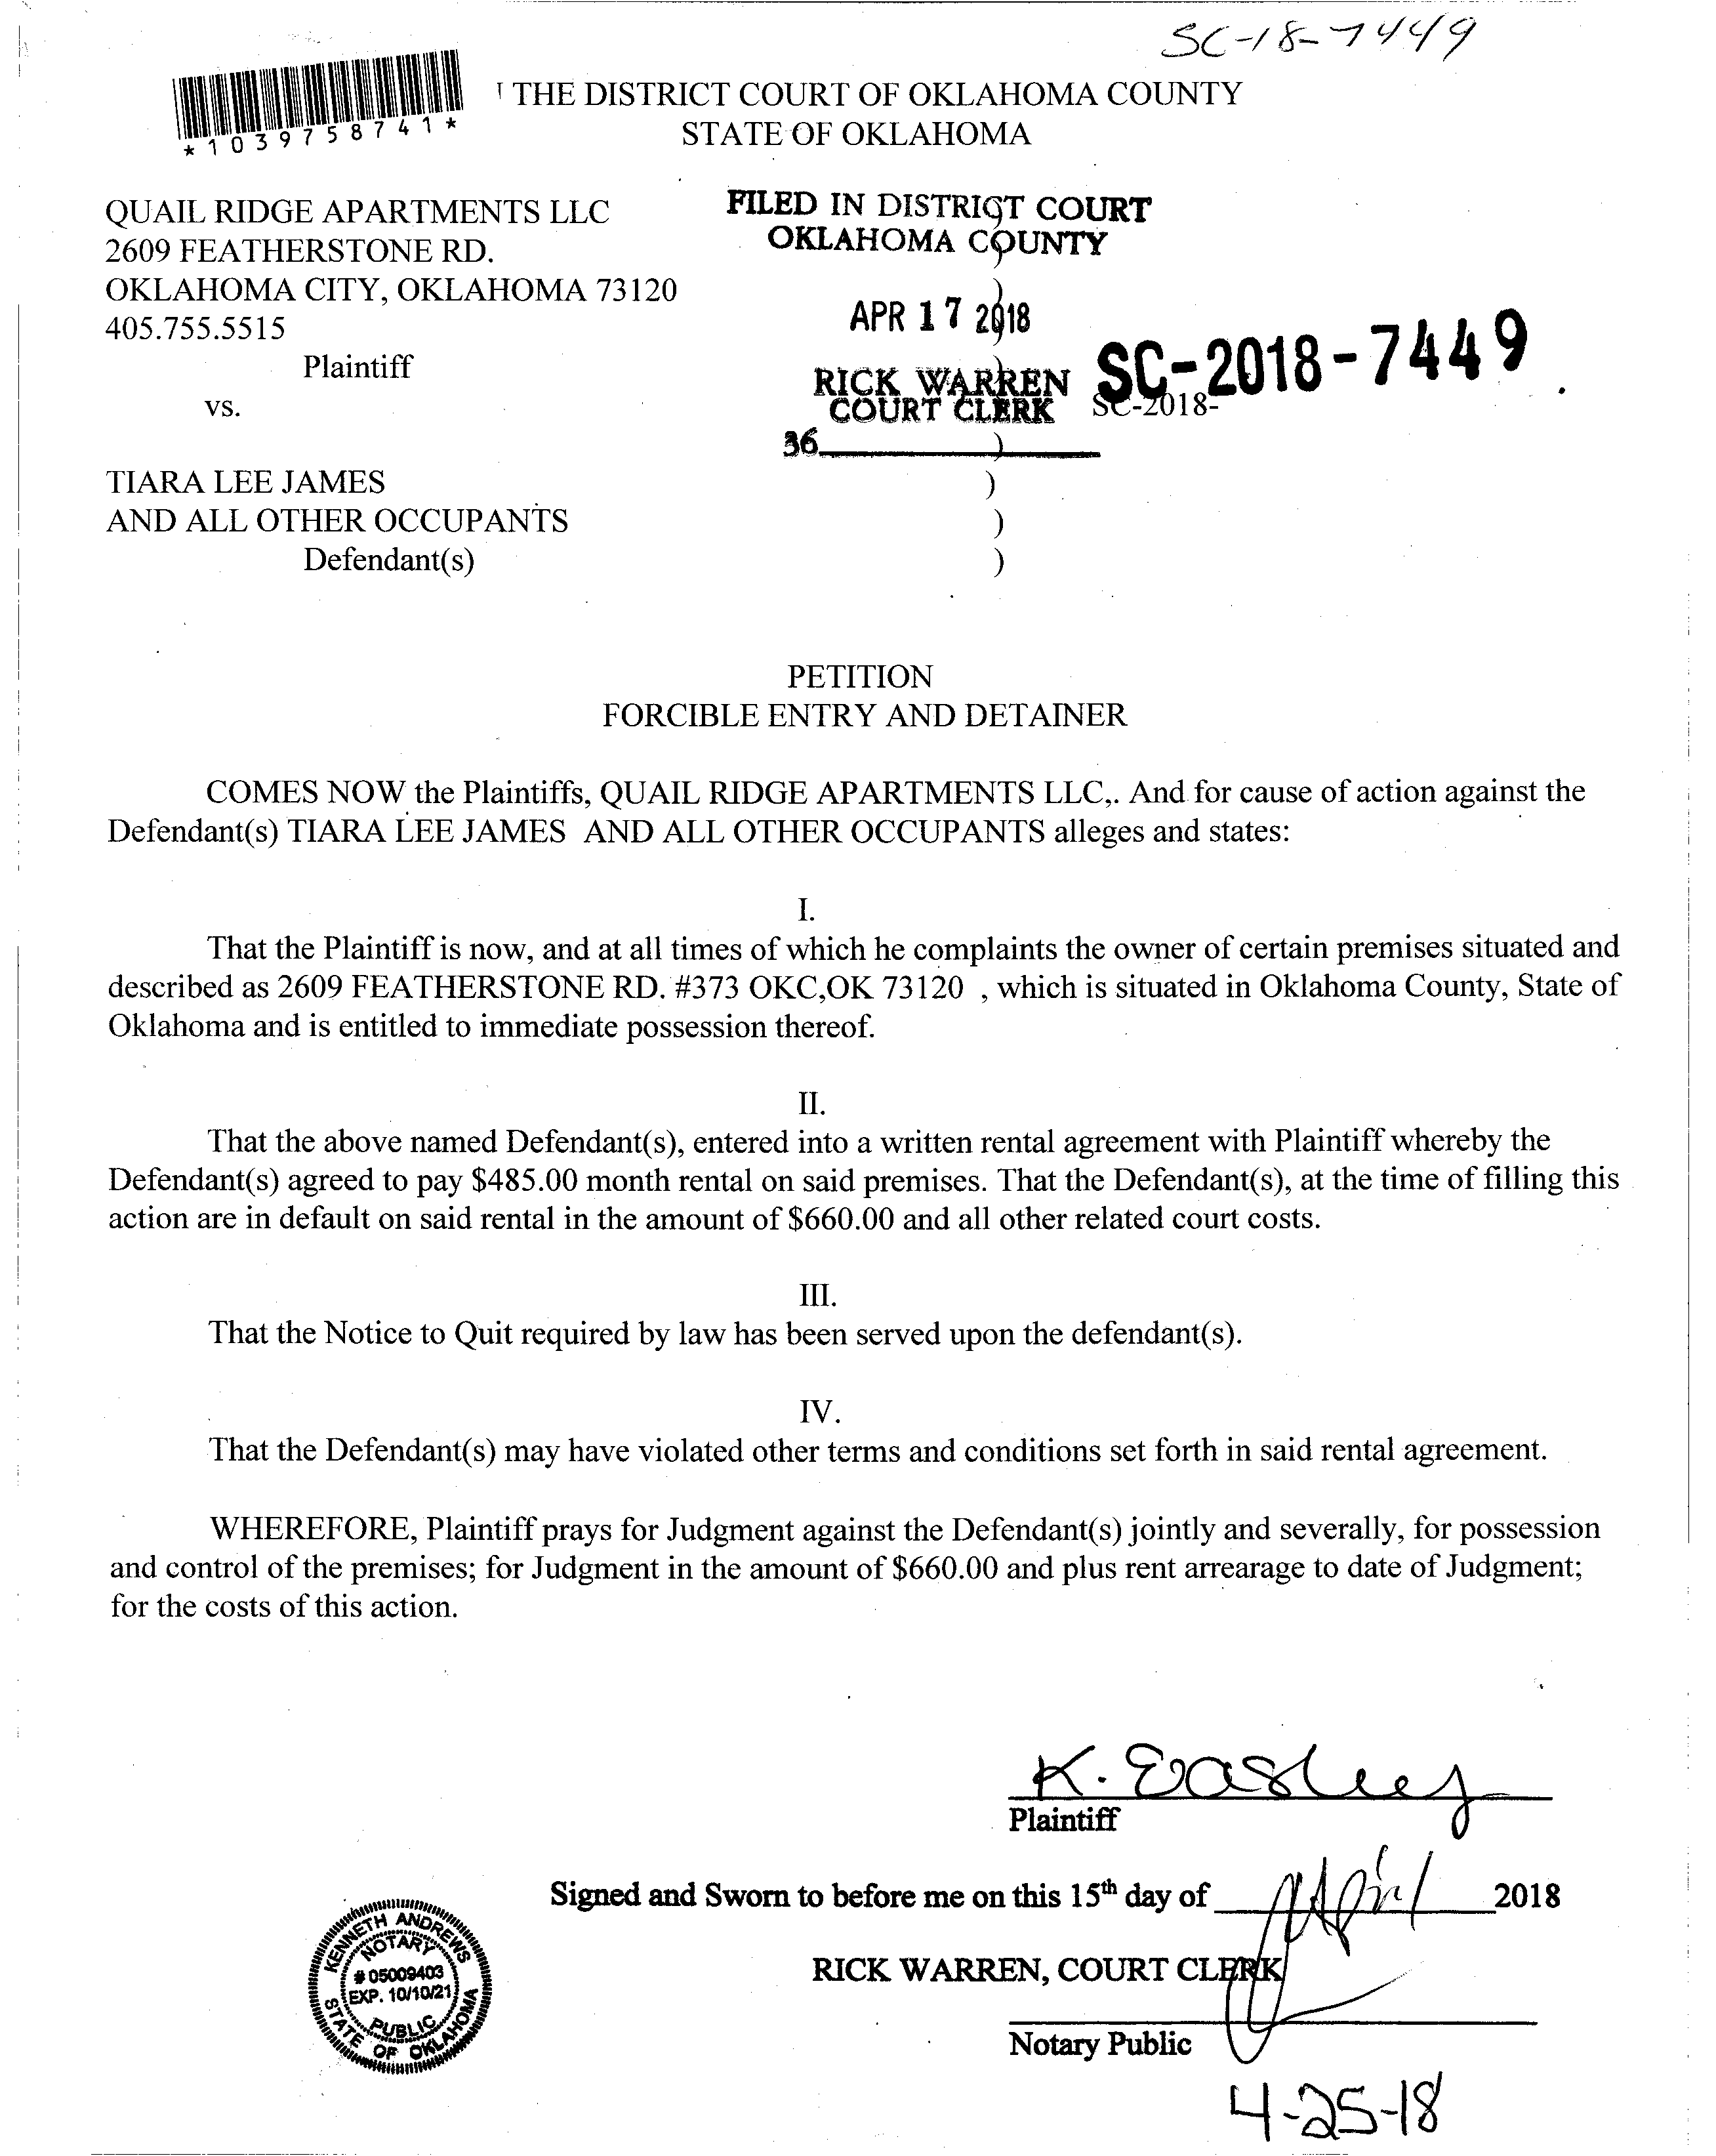 SC-18-7449
*1039758741*
THE DISTRICT COURT OF OKLAHOMA COUNTY
STATE OF OKLAHOMA
QUAIL RIDGE APARTMENTS LLC
2609 FEATHERSTONE RD.
OKLAHOMA CITY, OKLAHOMA 73120
405.755.5515
Plaintiff
vs.
TIARA LEE JAMES
AND ALL OTHER OCCUPANTS
Defendant(s)
FILED IN DISTRICT COURT
OKLAHOMA COUNTY
)
)
APR 17 2018
RICK WARREN
COURT CLERK
36
)
)
)
)
SC-2018-7449
SC-2018-
PETITION
FORCIBLE ENTRY AND DETAINER
COMES NOW the Plaintiffs, QUAIL RIDGE APARTMENTS LLC,. And for cause of action against the
Defendant(s) TIARA LEE JAMES AND ALL OTHER OCCUPANTS alleges and states:
I.
That the Plaintiff is now, and at all times of which he complaints the owner of certain premises situated and
described as 2609 FEATHERSTONE RD. #373 OKC,OK 73120 , which is situated in Oklahoma County, State of
Oklahoma and is entitled to immediate possession thereof.
II.
That the above named Defendant(s), entered into a written rental agreement with Plaintiff whereby the
Defendant(s) agreed to pay $485.00 month rental on said premises. That the Defendant(s), at the time of filling this
action are in default on said rental in the amount of $660.00 and all other related court costs.
III.
That the Notice to Quit required by law has been served upon the defendant(s).
IV.
That the Defendant(s) may have violated other terms and conditions set forth in said rental agreement.
WHEREFORE, Plaintiff prays for Judgment against the Defendant(s) jointly and severally, for possession
and control of the premises; for Judgment in the amount of $660.00 and plus rent arrearage to date of Judgment;
for the costs of this action.
K. Easley
Plaintiff
Signed and Sworn to before me on this 15th day of April 2018
RICK WARREN, COURT CLERK
Notary Public
KENNETH ANDREWS
NOTARY
# 05009403
EXP. 10/10/21
PUBLIC
STATE OF OKLAHOMA
4-25-18